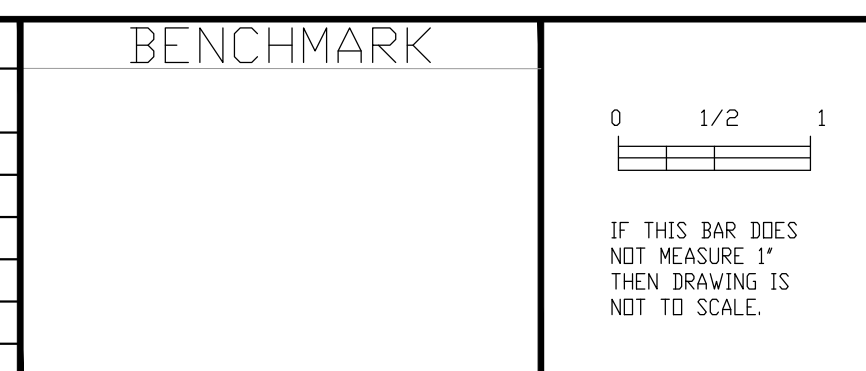 BENCHMARK
0 1/2 1
IF THIS BAR DOES
NOT MEASURE 1"
THEN DRAWING IS
NOT TO SCALE.